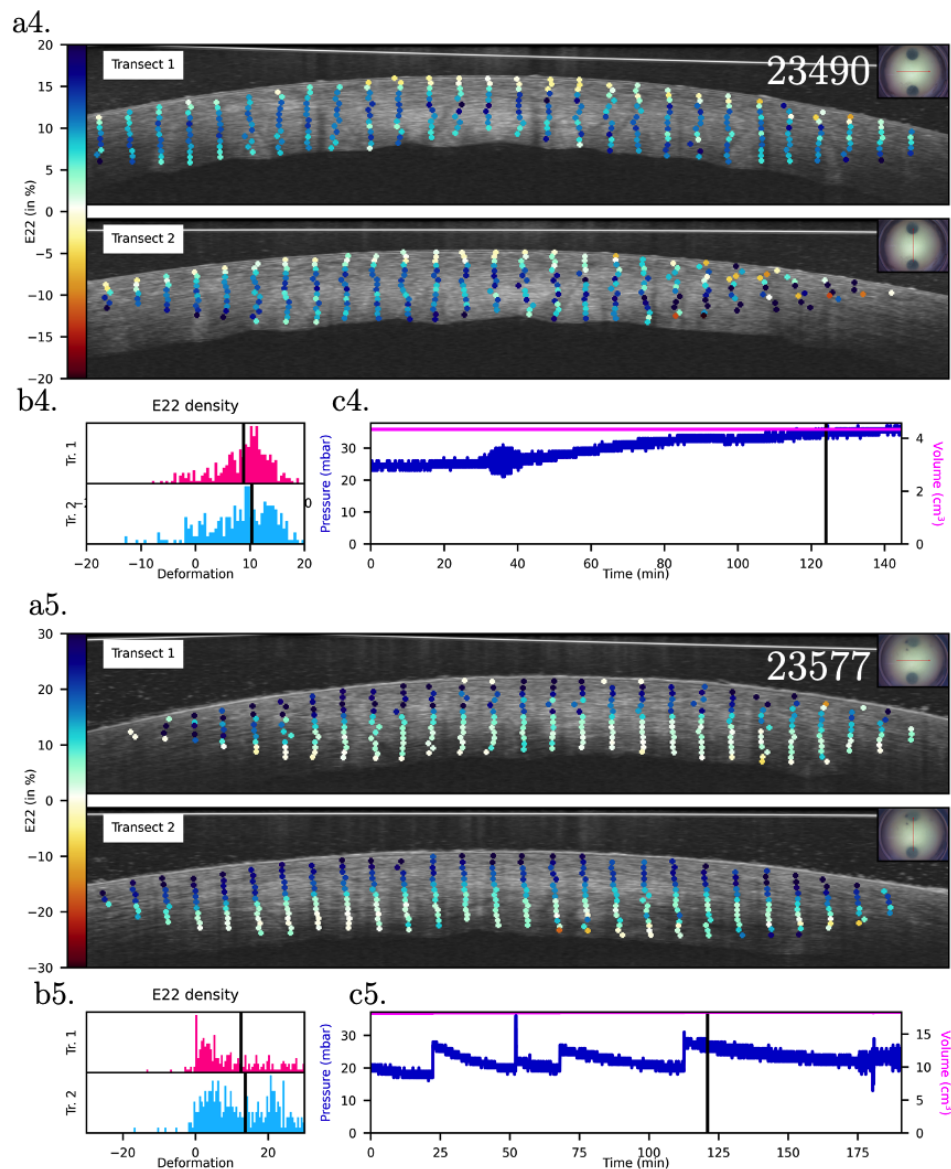 a4.
20
15
10
5
0
−5
−10
−15
−20
E22 (in %)
Transect 1
23490
Transect 2
b4.
E22 density
Tr. 1
Tr. 2
0
−20
−10
0
10
20
Deformation
c4.
Pressure (mbar)
30
20
10
0
0
20
40
60
80
100
120
140
Time (min)
4
2
0
Volume (cm³)
a5.
30
20
10
0
−10
−20
−30
E22 (in %)
Transect 1
23577
Transect 2
b5.
E22 density
Tr. 1
Tr. 2
−20
0
20
Deformation
c5.
Pressure (mbar)
30
20
10
0
0
25
50
75
100
125
150
175
Time (min)
15
10
5
0
Volume (cm³)